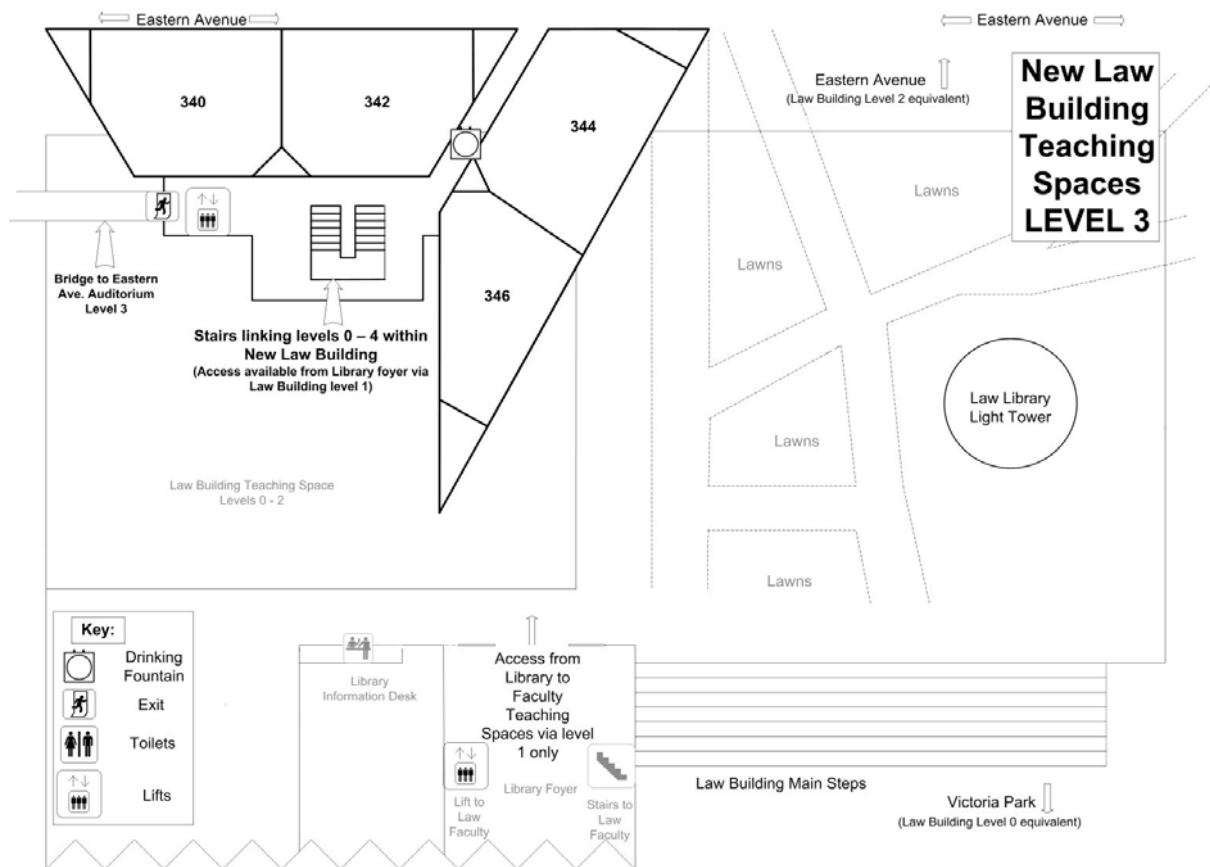 Eastern Avenue
Eastern Avenue
New Law
Building
Teaching
Spaces
LEVEL 3
Eastern Avenue
(Law Building Level 2 equivalent)
340
342
344
346
Lawns
Lawns
Lawns
Lawns
Bridge to Eastern
Ave. Auditorium
Level 3
Stairs linking levels 0 – 4 within
New Law Building
(Access available from Library foyer via
Law Building level 1)
Law Library
Light Tower
Law Building Teaching Space
Levels 0 - 2
Key:
Drinking
Fountain
Exit
Toilets
Lifts
Library
Information Desk
Access from
Library to
Faculty
Teaching
Spaces via level
1 only
Library Foyer
Lift to
Law
Faculty
Stairs to
Law
Faculty
Law Building Main Steps
Victoria Park
(Law Building Level 0 equivalent)